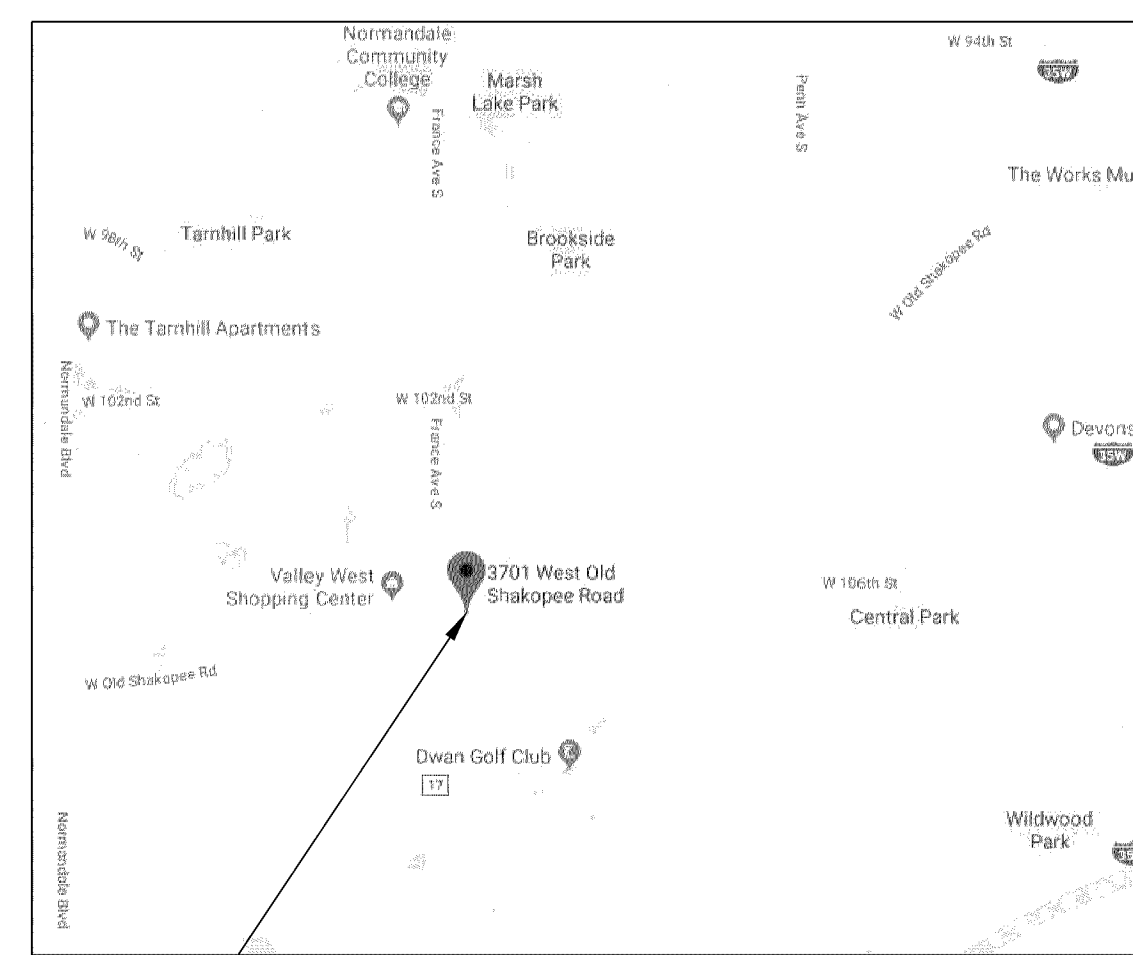 Normandale
Community
College
Marsh
Lake Park
W 94th St
35W
France Ave S
Penn Ave S
The Works Mu
W 98th St
Tarnhill Park
Brookside
Park
W Old Shakopee Rd
The Tarnhill Apartments
Normandale Blvd
W 102nd St
W 102nd St
France Ave S
Devons
35W
Valley West
Shopping Center
3701 West Old
Shakopee Road
W 106th St
Central Park
W Old Shakopee Rd
Dwan Golf Club
17
Normandale Blvd
Wildwood
Park